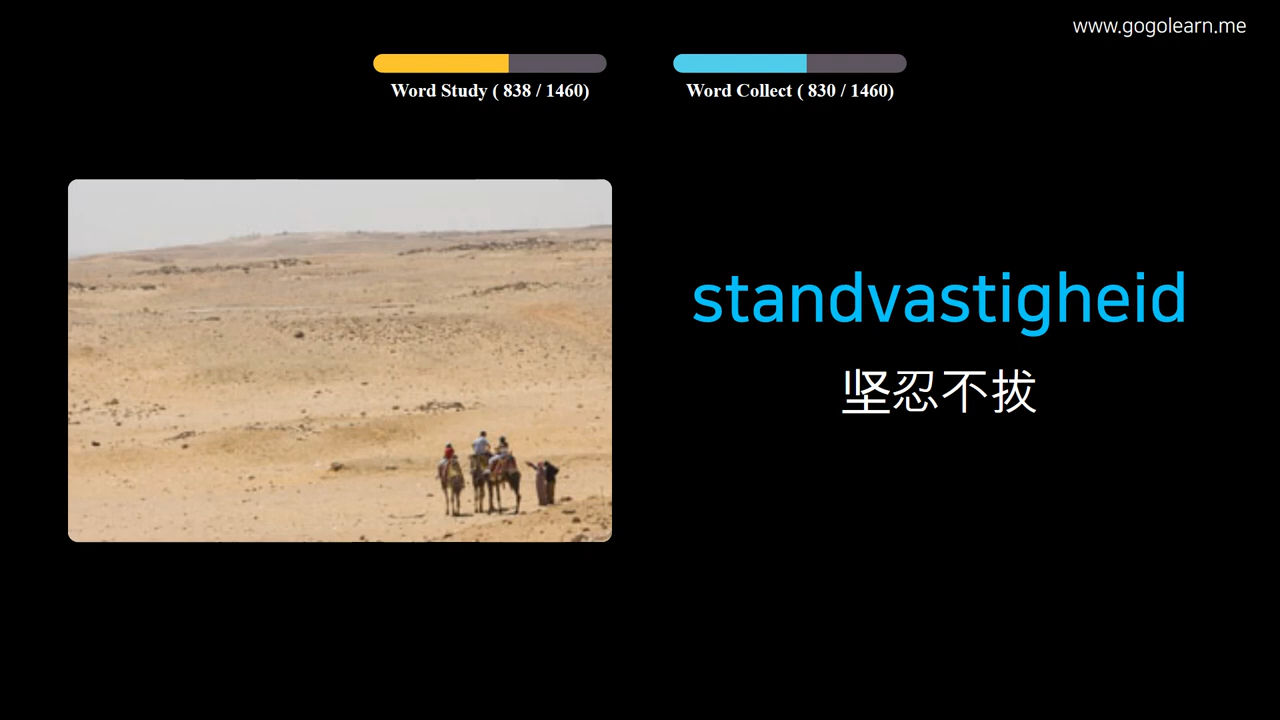 www.gogolearn.me
Word Study ( 838 / 1460)
Word Collect ( 830 / 1460)
standvastigheid
坚忍不拔